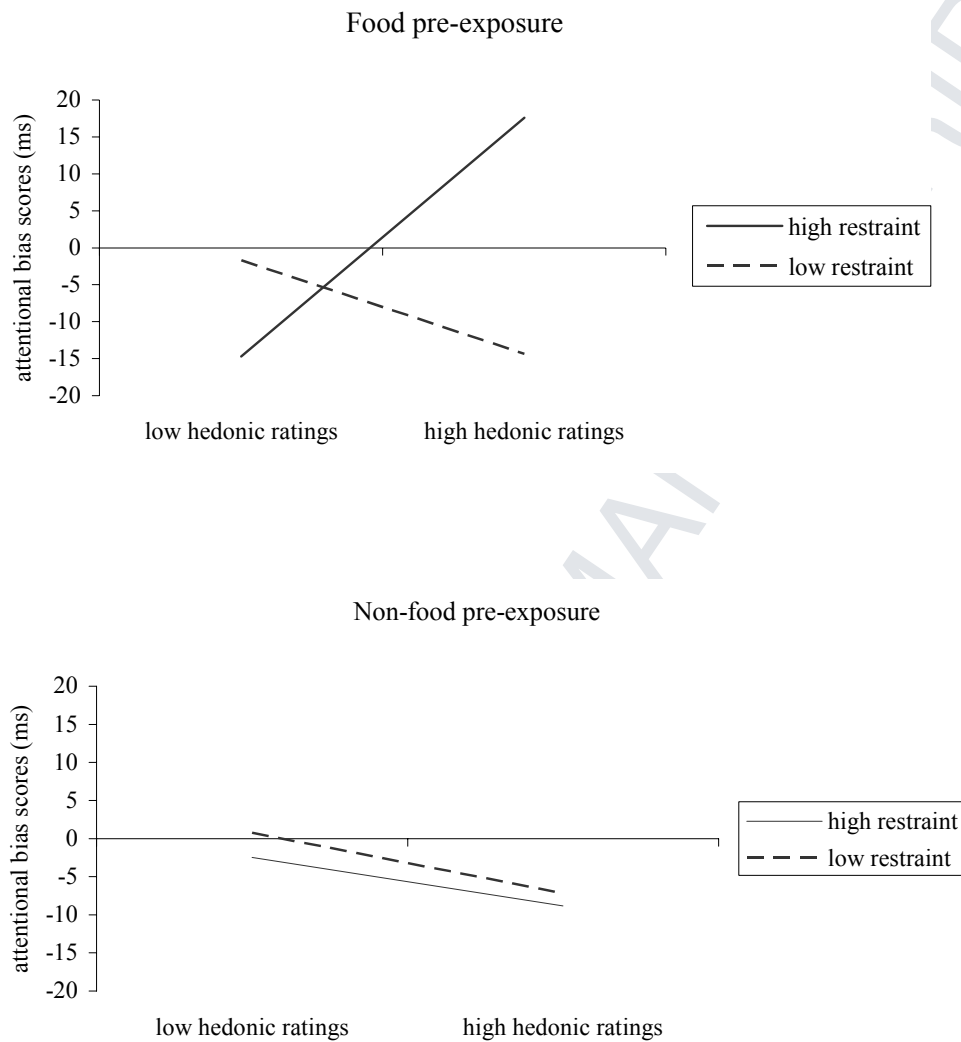 Food pre-exposure
attentional bias scores (ms)
20
15
10
5
0
-5
-10
-15
-20
low hedonic ratings high hedonic ratings
high restraint
low restraint
MA
Non-food pre-exposure
attentional bias scores (ms)
20
15
10
5
0
-5
-10
-15
-20
low hedonic ratings high hedonic ratings
high restraint
low restraint